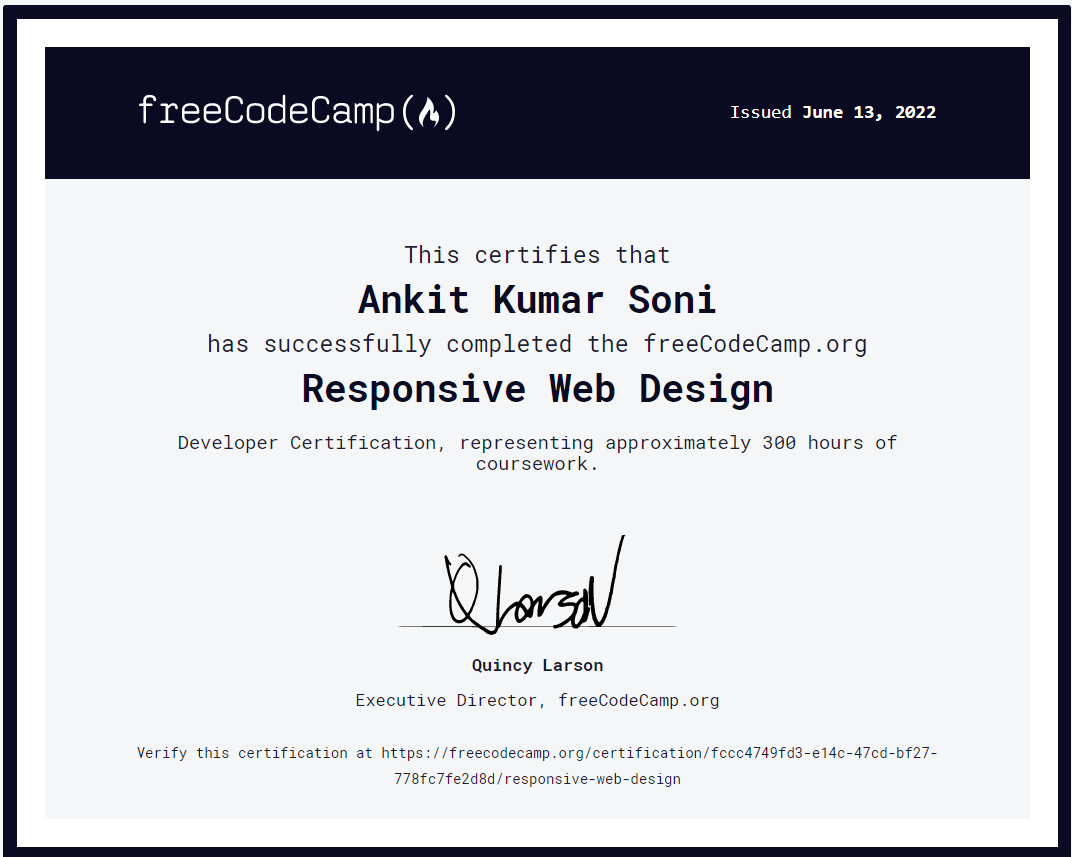 freeCodeCamp(🔥)
Issued June 13, 2022
This certifies that
Ankit Kumar Soni
has successfully completed the freeCodeCamp.org
Responsive Web Design
Developer Certification, representing approximately 300 hours of
coursework.
Q Larson
Quincy Larson
Executive Director, freeCodeCamp.org
Verify this certification at https://freecodecamp.org/certification/fccc4749fd3-e14c-47cd-bf27-
778fc7fe2d8d/responsive-web-design